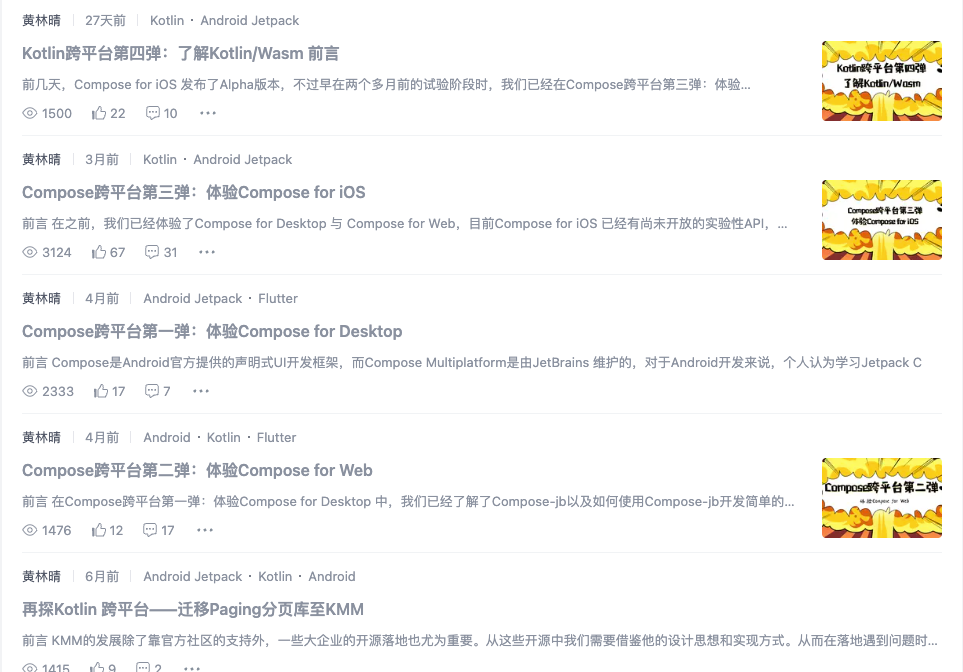 黄林晴 27天前 Kotlin · Android Jetpack
Kotlin跨平台第四弹：了解Kotlin/Wasm 前言
前几天，Compose for iOS 发布了Alpha版本，不过早在两个多月前的试验阶段时，我们已经在Compose跨平台第三弹：体验...
1500 22 10 ···
Kotlin跨平台第四弹
了解Kotlin/Wasm
黄林晴 3月前 Kotlin · Android Jetpack
Compose跨平台第三弹：体验Compose for iOS
前言 在之前，我们已经体验了Compose for Desktop 与 Compose for Web，目前Compose for iOS 已经有尚未开放的实验性API，...
3124 67 31 ···
Compose跨平台第三弹
体验Compose for iOS
黄林晴 4月前 Android Jetpack · Flutter
Compose跨平台第一弹：体验Compose for Desktop
前言 Compose是Android官方提供的声明式UI开发框架，而Compose Multiplatform是由JetBrains 维护的，对于Android开发来说，个人认为学习Jetpack C
2333 17 7 ···
黄林晴 4月前 Android · Kotlin · Flutter
Compose跨平台第二弹：体验Compose for Web
前言 在Compose跨平台第一弹：体验Compose for Desktop 中，我们已经了解了Compose-jb以及如何使用Compose-jb开发简单的...
1476 12 17 ···
Compose跨平台第二弹
体验Compose for Web
黄林晴 6月前 Android Jetpack · Kotlin · Android
再探Kotlin 跨平台——迁移Paging分页库至KMM
前言 KMM的发展除了靠官方社区的支持外，一些大企业的开源落地也尤为重要。从这些开源中我们需要借鉴他的设计思想和实现方式。从而在落地遇到问题时...
1415 9 2 ···